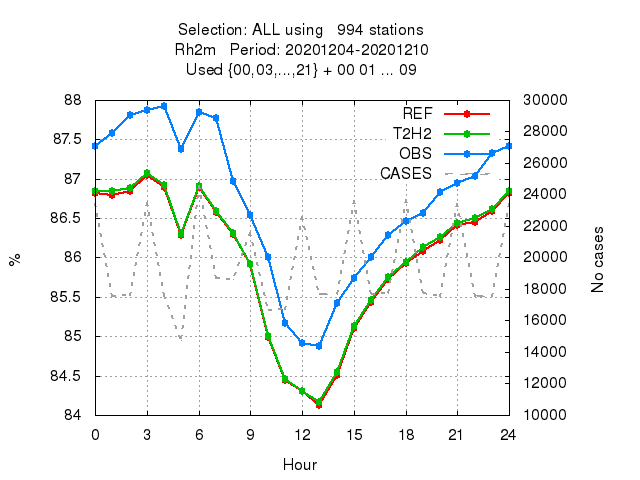 Selection: ALL using   994 stations
Rh2m   Period: 20201204-20201210
Used {00,03,...,21} + 00 01 ... 09
REF
T2H2
OBS
CASES
88
87.5
87
86.5
86
85.5
85
84.5
84
%
30000
28000
26000
24000
22000
20000
18000
16000
14000
12000
10000
No cases
0 3 6 9 12 15 18 21 24
Hour